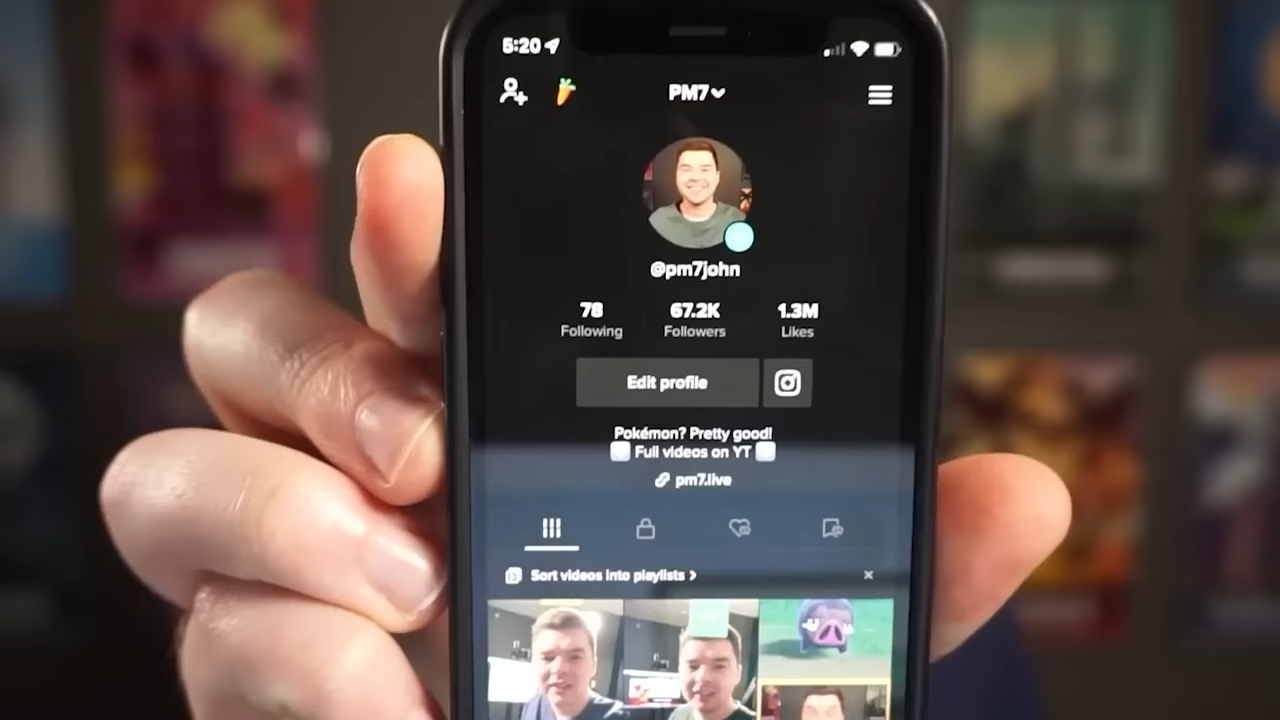 5:20
PM7
@pm7john
78 67.2K 1.3M
Following Followers Likes
Edit profile
Pokémon? Pretty good!
Full videos on YT
pm7.live
Sort videos into playlists >